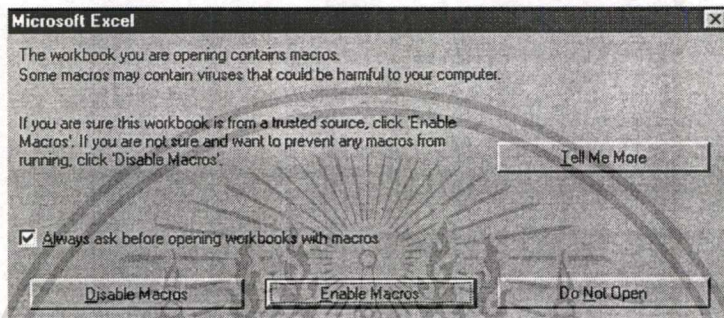 Microsoft Excel
The workbook you are opening contains macros.
Some macros may contain viruses that could be harmful to your computer.
If you are sure this workbook is from a trusted source, click 'Enable
Macros'. If you are not sure and want to prevent any macros from
running, click 'Disable Macros'.
Tell Me More
Always ask before opening workbooks with macros
Disable Macros
Enable Macros
Do Not Open